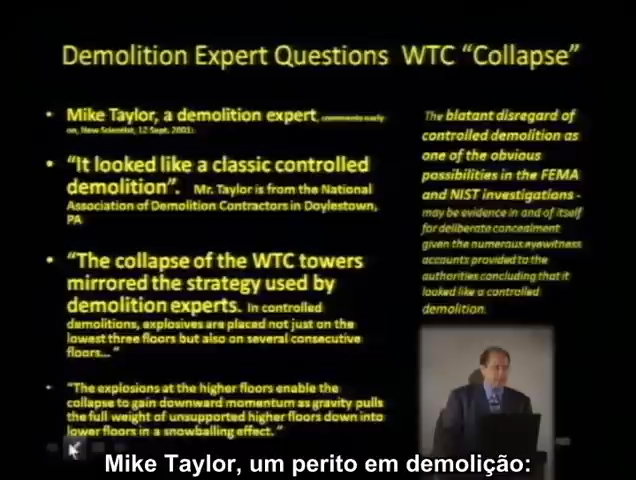 Demolition Expert Questions WTC “Collapse”
• Mike Taylor, a demolition expert, comments early
on, New Scientist, 12 Sept. 2001:
• “It looked like a classic controlled
demolition”. Mr. Taylor is from the National
Association of Demolition Contractors in Doylestown,
PA
• “The collapse of the WTC towers
mirrored the strategy used by
demolition experts. In controlled
demolitions, explosives are placed not just on the
lowest three floors but also on several consecutive
floors... “
• “The explosions at the higher floors enable the
collapse to gain downward momentum as gravity pulls
the full weight of unsupported higher floors down into
lower floors in a snowballing effect.”
The blatant disregard of
controlled demolition as
one of the obvious
possibilities in the FEMA
and NIST investigations -
may be evidence in and of itself
for deliberate concealment
given the numerous eyewitness
accounts provided to the
authorities concluding that it
looked like a controlled
demolition.
Mike Taylor, um perito em demolição: